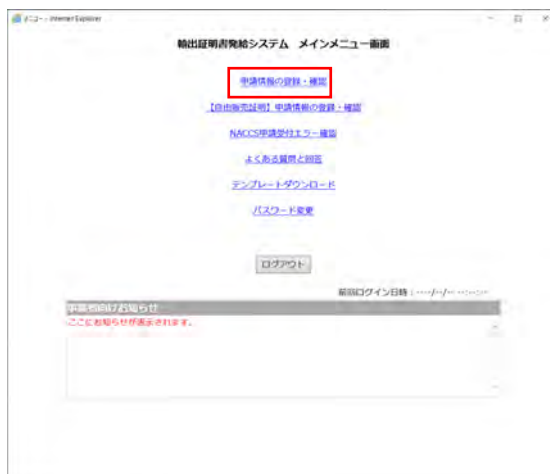 メニュー - Internet Explorer
輸出証明書発給システム メインメニュー画面
申請情報の登録・確認
【自由販売証明】申請情報の登録・確認
NACCS申請受付エラー確認
よくある質問と回答
テンプレートダウンロード
パスワード変更
ログアウト
前回ログイン日時：----/--/-- --:--:--
事業者向けお知らせ
ここにお知らせが表示されます。